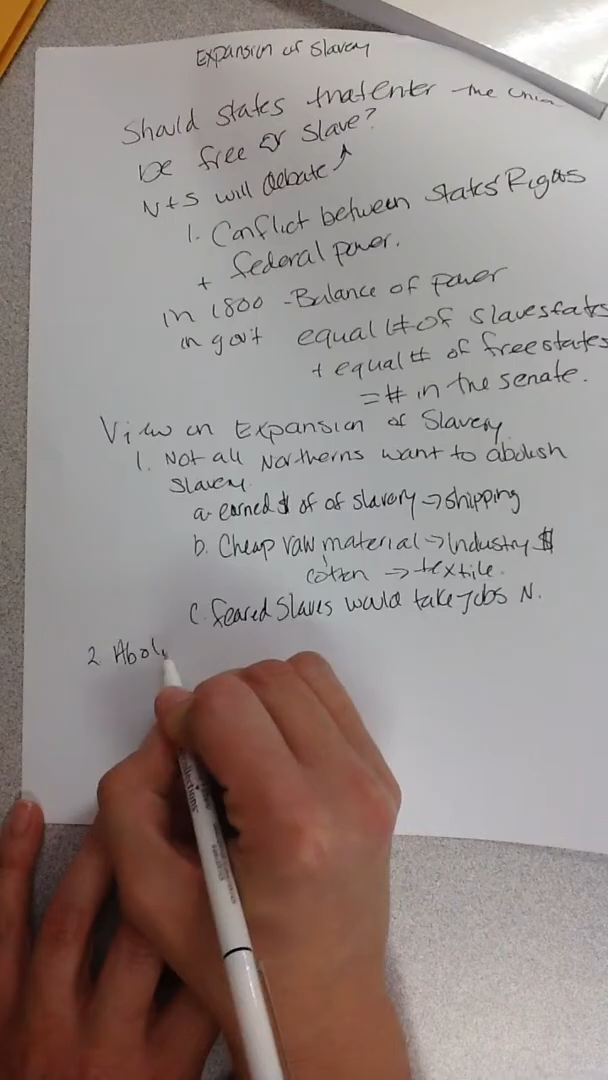 Expansion of Slavery
Should states that enter the Union
be free or slave?
N+S will debate ↑
1. Conflict between States' Rights
+ federal power.
in 1800 - Balance of power
in gov't equal # of slave states
+ equal # of free states
= # in the senate.
View on Expansion of Slavery
1. Not all Northerns want to abolish
Slavery.
a. earned $ of of slavery → shipping
b. Cheap raw material → Industry $
cotton → textile.
C. feared Slaves would take jobs N.
2 Aboli